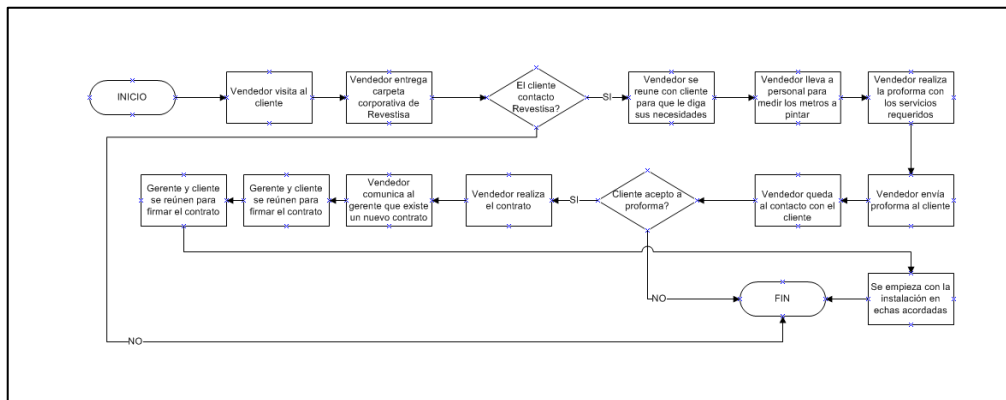 INICIO
Vendedor visita al
cliente
Vendedor entrega
carpeta
corporativa de
Revestisa
El cliente
contacto
Revestisa?
SI
Vendedor se
reune con cliente
para que le diga
sus necesidades
Vendedor lleva a
personal para
medir los metros a
pintar
Vendedor realiza
la proforma con
los servicios
requeridos
Gerente y cliente
se reúnen para
firmar el contrato
Gerente y cliente
se reúnen para
firmar el contrato
Vendedor
comunica al
gerente que existe
un nuevo contrato
Vendedor realiza
el contrato
SI
Cliente acepto a
proforma?
Vendedor queda
al contacto con el
cliente
Vendedor envía
proforma al cliente
NO
FIN
Se empieza con la
instalación en
echas acordadas
NO